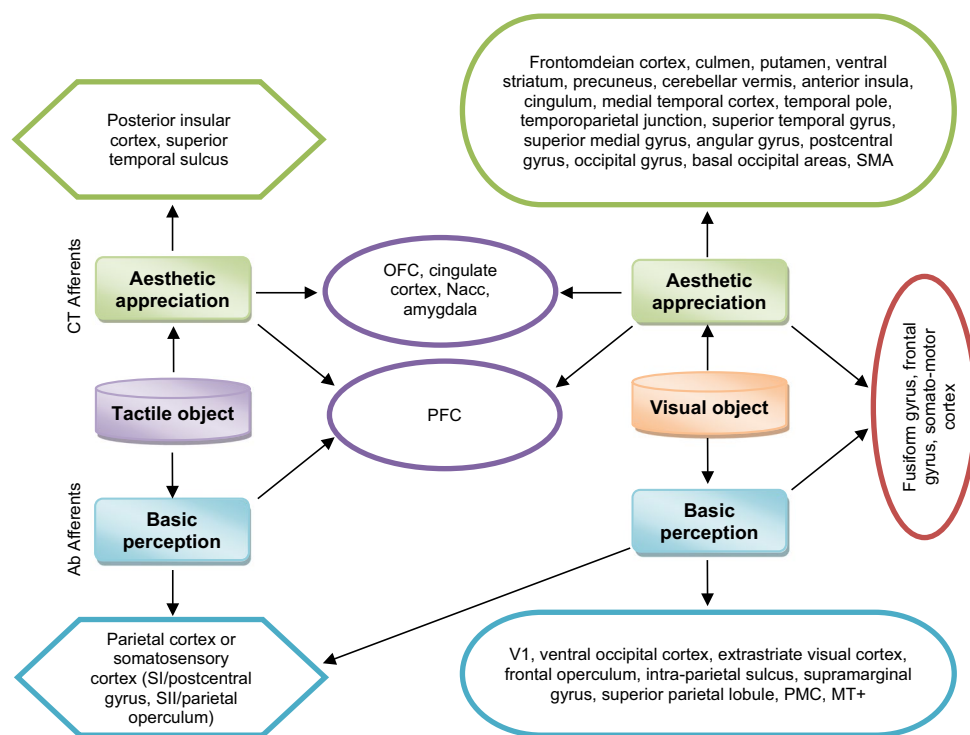 Frontomdeian cortex, culmen, putamen, ventral
striatum, precuneus, cerebellar vermis, anterior insula,
cingulum, medial temporal cortex, temporal pole,
temporoparietal junction, superior temporal gyrus,
superior medial gyrus, angular gyrus, postcentral
gyrus, occipital gyrus, basal occipital areas, SMA
Posterior insular
cortex, superior
temporal sulcus
CT Afferents
Aesthetic
appreciation
OFC, cingulate
cortex, Nacc,
amygdala
Aesthetic
appreciation
Tactile object
PFC
Visual object
Fusiform gyrus, frontal
gyrus, somato-motor
cortex
Ab Afferents
Basic
perception
Basic
perception
Parietal cortex or
somatosensory
cortex (SI/postcentral
gyrus, SII/parietal
operculum)
V1, ventral occipital cortex, extrastriate visual cortex,
frontal operculum, intra-parietal sulcus, supramarginal
gyrus, superior parietal lobule, PMC, MT+